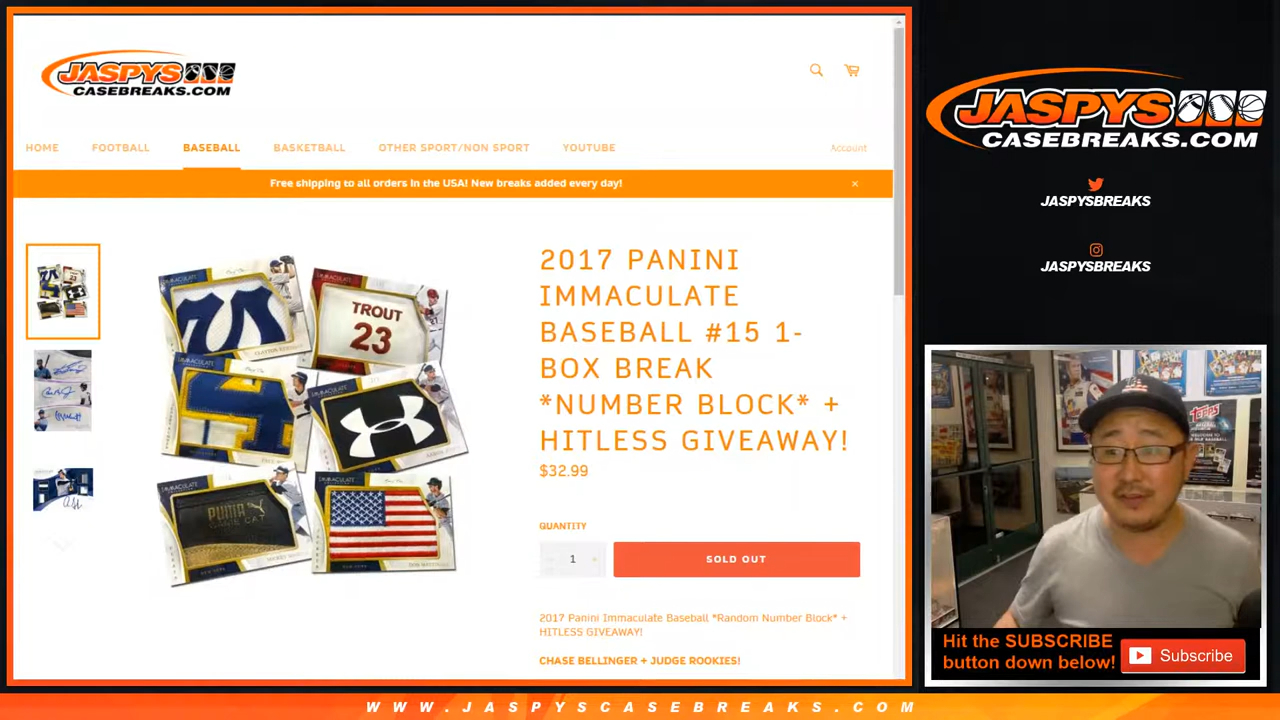 JASPYS
CASEBREAKS.COM
HOME
FOOTBALL
BASEBALL
BASKETBALL
OTHER SPORT/NON SPORT
YOUTUBE
Account
Free shipping to all orders in the USA! New breaks added every day!
×
IMMACULATE
TROUT
23
PUMA
2017 PANINI
IMMACULATE
BASEBALL #15 1-
BOX BREAK
*NUMBER BLOCK* +
HITLESS GIVEAWAY!
$32.99
QUANTITY
1
SOLD OUT
2017 Panini Immaculate Baseball *Random Number Block* +
HITLESS GIVEAWAY!
CHASE BELLINGER + JUDGE ROOKIES!
JASPYS
CASEBREAKS.COM
JASPYSBREAKS
JASPYSBREAKS
TOPPS
Hit the SUBSCRIBE
button down below!
Subscribe
WWW.JASPYSCASEBREAKS.COM